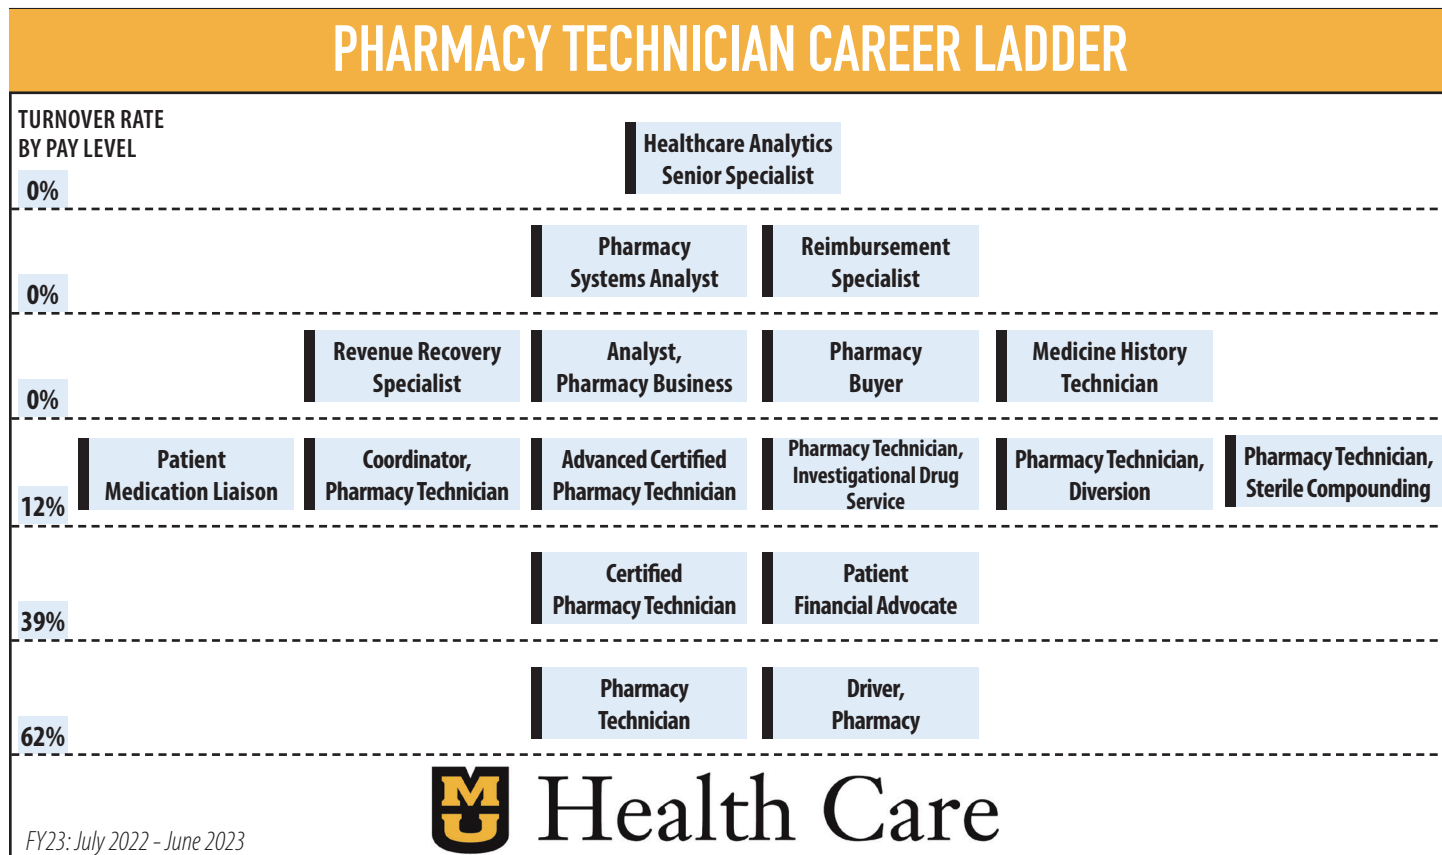 PHARMACY TECHNICIAN CAREER LADDER
TURNOVER RATE
BY PAY LEVEL
0%
Healthcare Analytics
Senior Specialist
0%
Pharmacy
Systems Analyst
Reimbursement
Specialist
0%
Revenue Recovery
Specialist
Analyst,
Pharmacy Business
Pharmacy
Buyer
Medicine History
Technician
12%
Patient
Medication Liaison
Coordinator,
Pharmacy Technician
Advanced Certified
Pharmacy Technician
Pharmacy Technician,
Investigational Drug
Service
Pharmacy Technician,
Diversion
Pharmacy Technician,
Sterile Compounding
39%
Certified
Pharmacy Technician
Patient
Financial Advocate
62%
Pharmacy
Technician
Driver,
Pharmacy
MU Health Care
FY23: July 2022 – June 2023